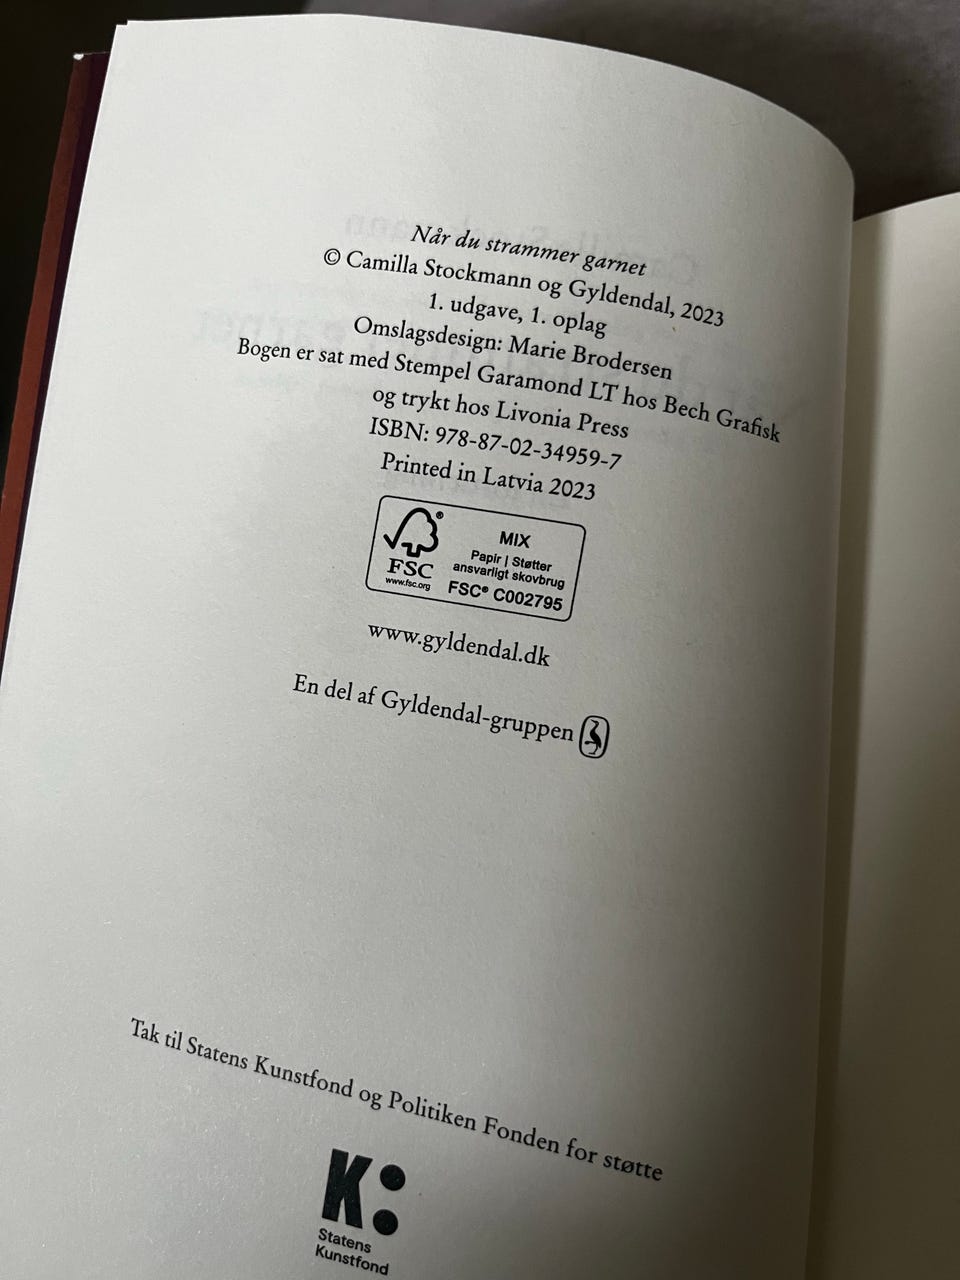 Når du strammer garnet
© Camilla Stockmann og Gyldendal, 2023
1. udgave, 1. oplag
Omslagsdesign: Marie Brodersen
Bogen er sat med Stempel Garamond LT hos Bech Grafisk
og trykt hos Livonia Press
ISBN: 978-87-02-34959-7
Printed in Latvia 2023
®
FSC
www.fsc.org
MIX
Papir | Støtter
ansvarligt skovbrug
FSC® C002795
www.gyldendal.dk
En del af Gyldendal-gruppen
Tak til Statens Kunstfond og Politiken Fonden for støtte
K:
Statens
Kunstfond